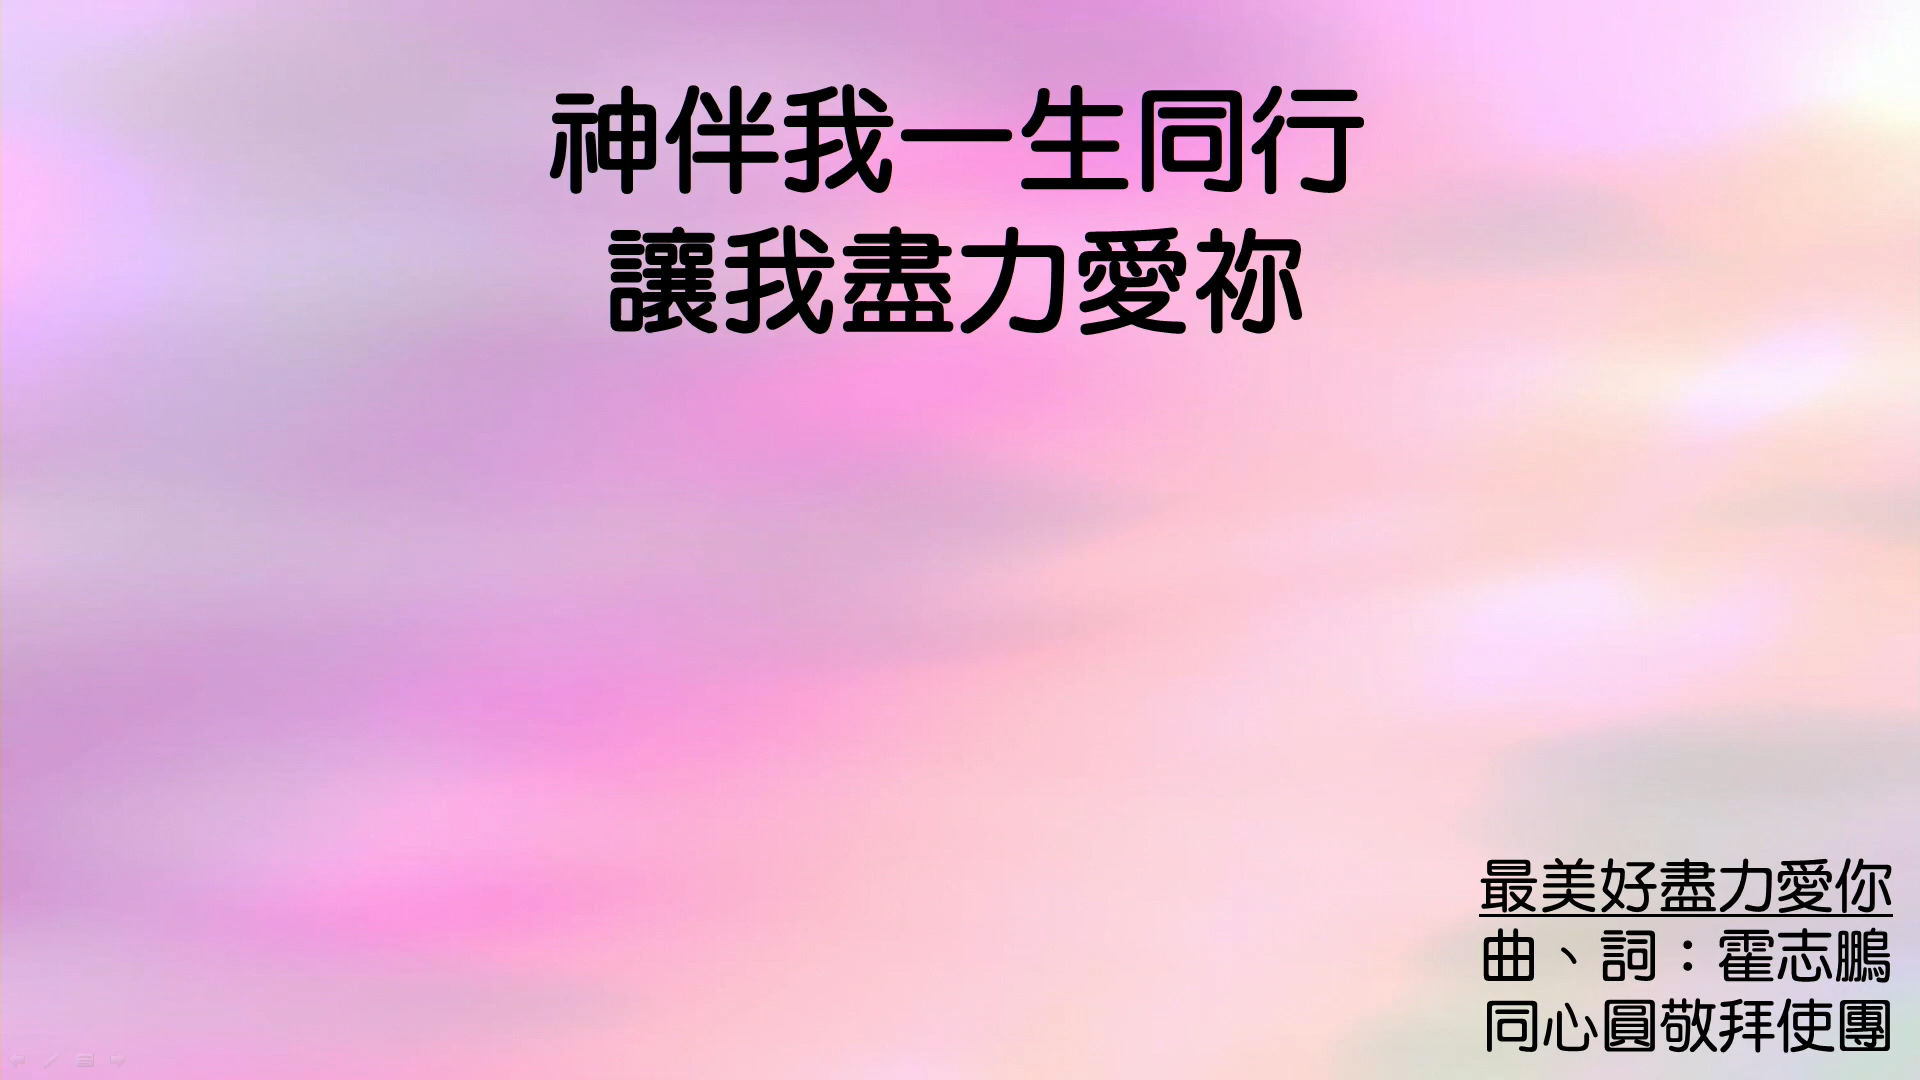 神伴我一生同行
讓我盡力愛祢
最美好盡力愛你
曲、詞：霍志鵬
同心圓敬拜使團